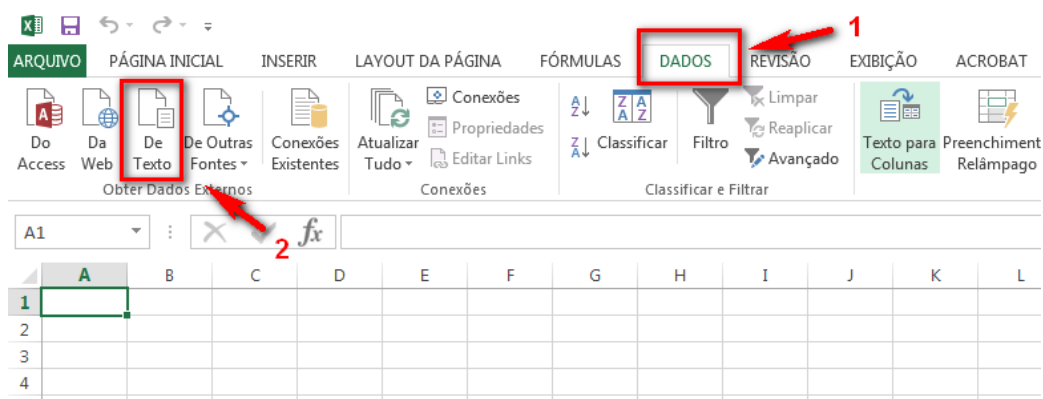 1
ARQUIVO PÁGINA INICIAL INSERIR LAYOUT DA PÁGINA FÓRMULAS DADOS REVISÃO EXIBIÇÃO ACROBAT
Do Access
Da Web
De Texto
De Outras Fontes
Conexões Existentes
Obter Dados Externos
Atualizar Tudo
Conexões
Propriedades
Editar Links
Conexões
Classificar
Filtro
Limpar
Reaplicar
Avançado
Classificar e Filtrar
Texto para Colunas
Preenchiment
Relâmpago
2
A1 fx
A B C D E F G H I J K L
1
2
3
4